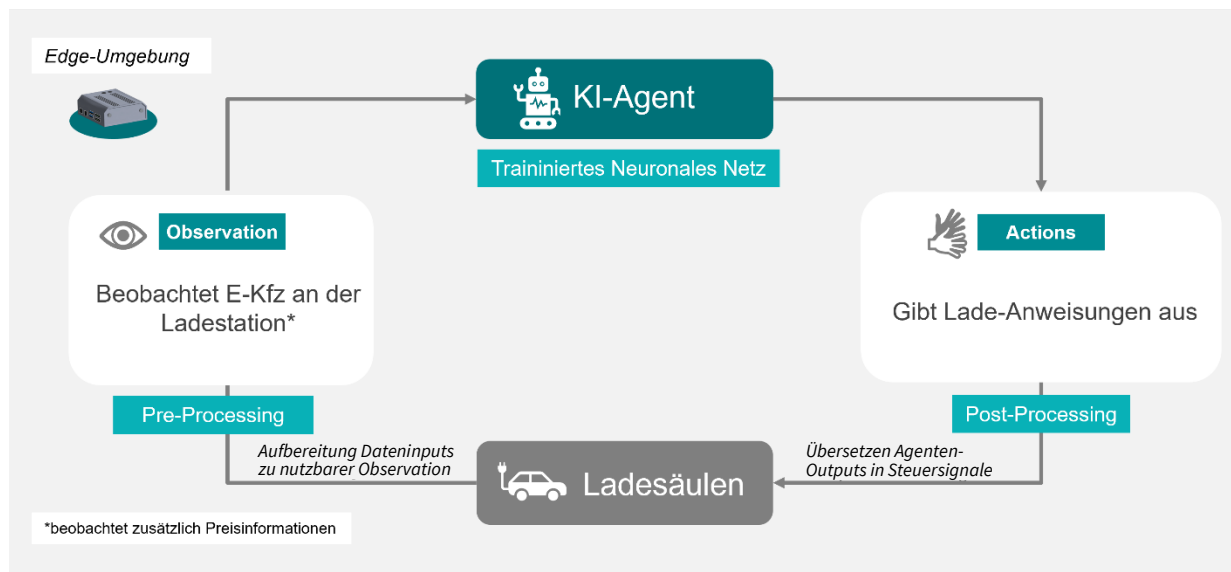 Edge-Umgebung
KI-Agent
Traininiertes Neuronales Netz
Observation
Beobachtet E-Kfz an der
Ladestation*
Actions
Gibt Lade-Anweisungen aus
Pre-Processing
Post-Processing
Aufbereitung Dateninputs
zu nutzbarer Observation
Ladesäulen
Übersetzen Agenten-
Outputs in Steuersignale
*beobachtet zusätzlich Preisinformationen